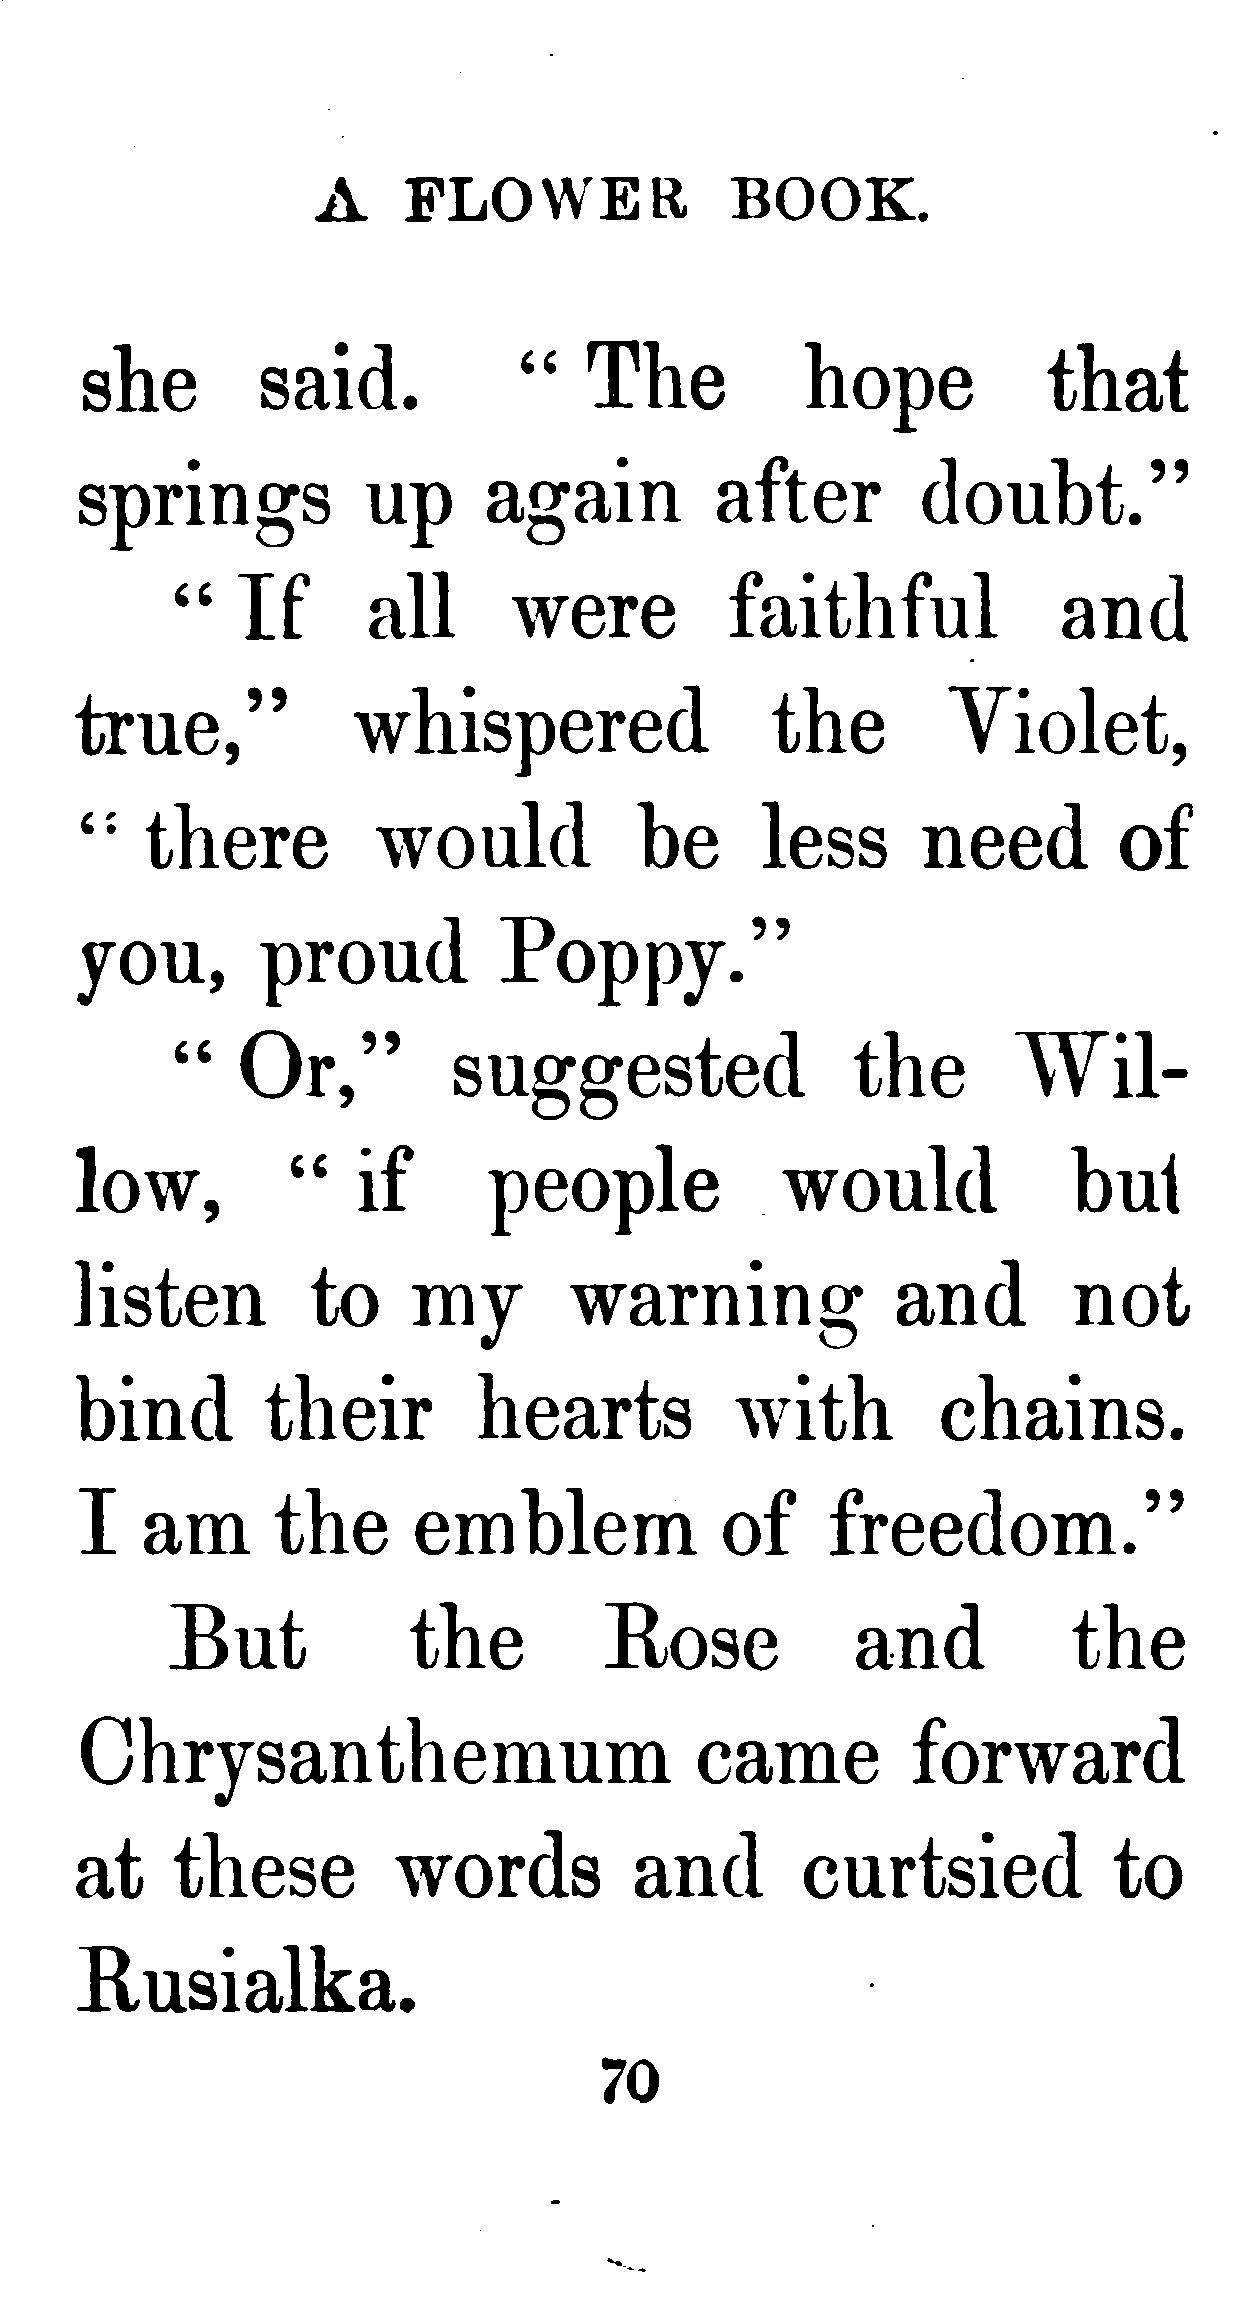 A FLOWER BOOK.
she said. “ The hope that
springs up again after doubt.”
“ If all were faithful and
true,” whispered the Violet,
“ there would be less need of
you, proud Poppy.”
“ Or,” suggested the Wil-
low, “ if people would but
listen to my warning and not
bind their hearts with chains.
I am the emblem of freedom.”
But the Rose and the
Chrysanthemum came forward
at these words and curtsied to
Rusialka.
70